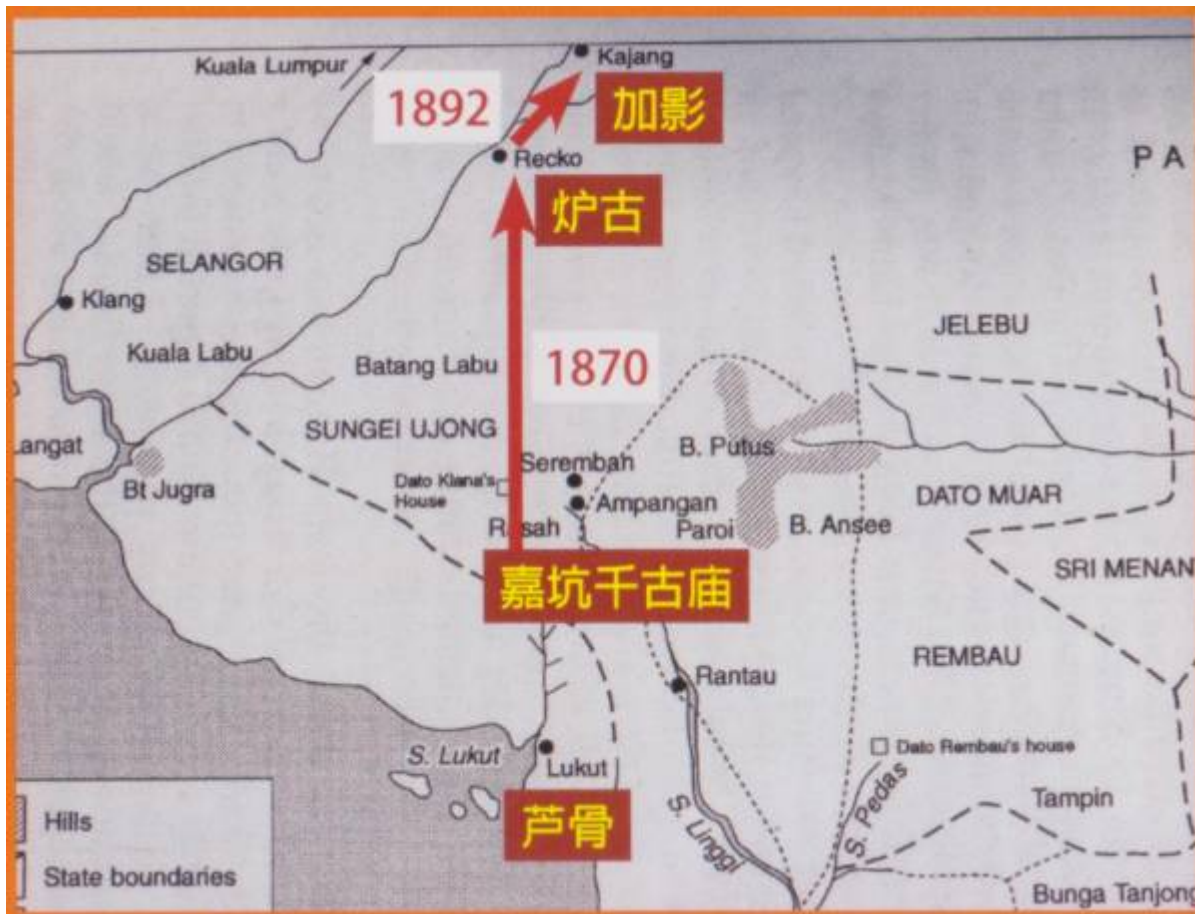 Kuala Lumpur
Kajang
1892
加影
Recko
PA
炉古
SELANGOR
Klang
JELEBU
Kuala Labu
Batang Labu
1870
SUNGEI UJONG
Langat
B. Putus
Seremban
Dato Klana's
House
Bt Jugra
Ampangan
DATO MUAR
Rasah
Paroi
B. Ansee
SRI MENAN
嘉坑千古庙
REMBAU
Rantau
Dato Rembau's house
S. Lukut
Lukut
S. Pedas
Tampin
芦骨
S. Linggi
Hills
State boundaries
Bunga Tanjong